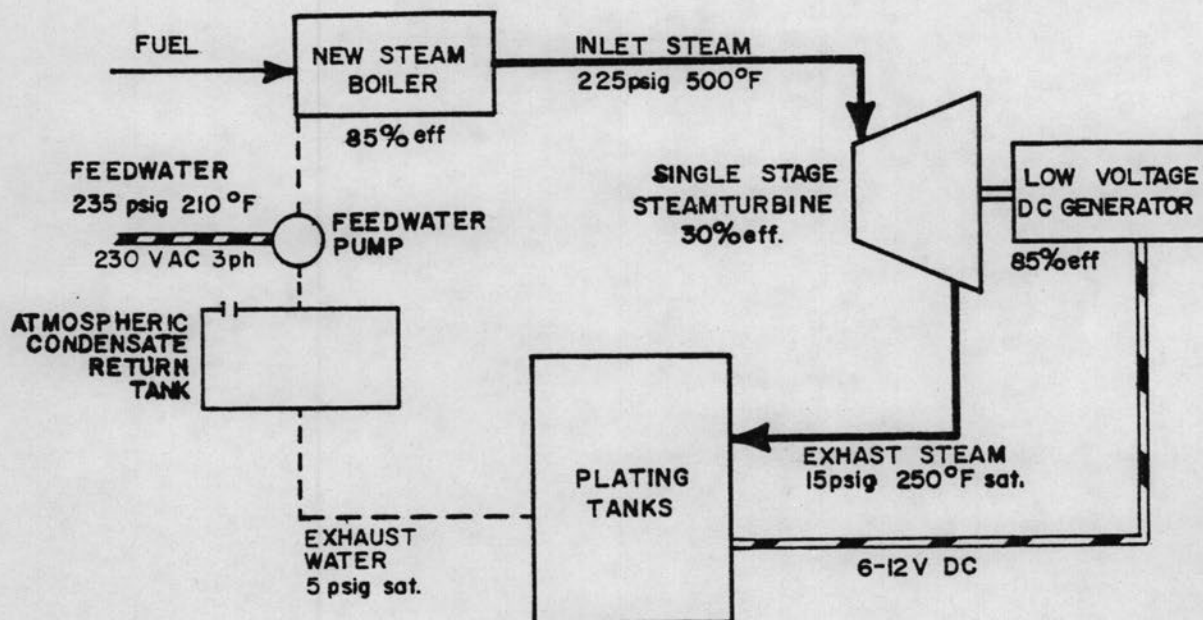 FUEL
NEW STEAM
BOILER
85% eff
INLET STEAM
225psig 500°F
FEEDWATER
235 psig 210°F
230 VAC 3ph
FEEDWATER
PUMP
SINGLE STAGE
STEAMTURBINE
30% eff.
LOW VOLTAGE
DC GENERATOR
85% eff
ATMOSPHERIC
CONDENSATE
RETURN
TANK
PLATING
TANKS
EXHAST STEAM
15psig 250°F sat.
EXHAUST
WATER
5 psig sat.
6-12V DC